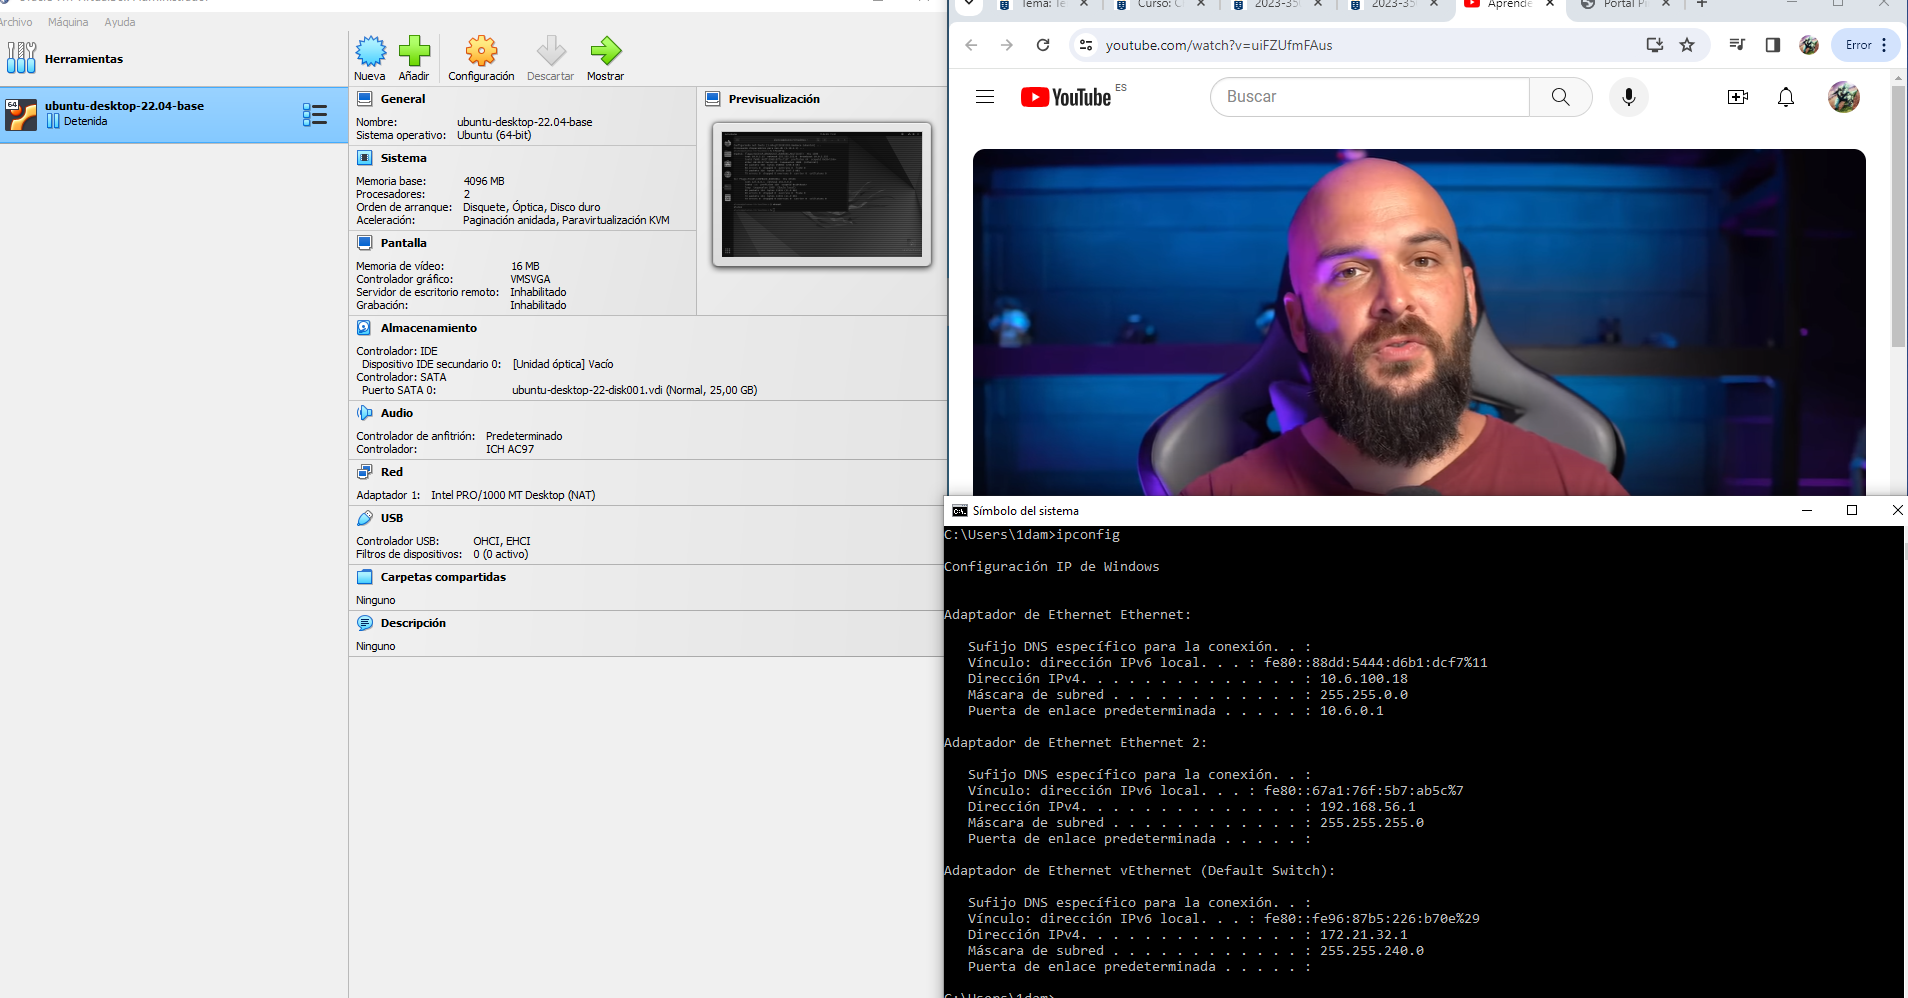 Archivo Máquina Ayuda
Herramientas
Nueva Añadir Configuración Descartar Mostrar
64
ubuntu-desktop-22.04-base
Detenida
General
Nombre: ubuntu-desktop-22.04-base
Sistema operativo: Ubuntu (64-bit)
Sistema
Memoria base: 4096 MB
Procesadores: 2
Orden de arranque: Disquete, Óptica, Disco duro
Aceleración: Paginación anidada, Paravirtualización KVM
Pantalla
Memoria de vídeo: 16 MB
Controlador gráfico: VMSVGA
Servidor de escritorio remoto: Inhabilitado
Grabación: Inhabilitado
Previsualización
Almacenamiento
Controlador: IDE
Dispositivo IDE secundario 0: [Unidad óptica] Vacío
Controlador: SATA
Puerto SATA 0: ubuntu-desktop-22-disk001.vdi (Normal, 25,00 GB)
Audio
Controlador de anfitrión: Predeterminado
Controlador: ICH AC97
Red
Adaptador 1: Intel PRO/1000 MT Desktop (NAT)
USB
Controlador USB: OHCI, EHCI
Filtros de dispositivos: 0 (0 activo)
Carpetas compartidas
Ninguno
Descripción
Ninguno
Tema: Curso: 2023-35 2023-35 Aprende Portal
youtube.com/watch?v=uiFZUfmFAus
Error
YouTube ES
Buscar
Símbolo del sistema
C:\Users\1dam>ipconfig
Configuración IP de Windows
Adaptador de Ethernet Ethernet:
Sufijo DNS específico para la conexión. . :
Vínculo: dirección IPv6 local. . . : fe80::88dd:5444:d6b1:dcf7%11
Dirección IPv4. . . . . . . . . . . . . . : 10.6.100.18
Máscara de subred . . . . . . . . . . . . : 255.255.0.0
Puerta de enlace predeterminada . . . . . : 10.6.0.1
Adaptador de Ethernet Ethernet 2:
Sufijo DNS específico para la conexión. . :
Vínculo: dirección IPv6 local. . . : fe80::67a1:76f:5b7:ab5c%7
Dirección IPv4. . . . . . . . . . . . . . : 192.168.56.1
Máscara de subred . . . . . . . . . . . . : 255.255.255.0
Puerta de enlace predeterminada . . . . . :
Adaptador de Ethernet vEthernet (Default Switch):
Sufijo DNS específico para la conexión. . :
Vínculo: dirección IPv6 local. . . : fe80::fe96:87b5:226:b70e%29
Dirección IPv4. . . . . . . . . . . . . . : 172.21.32.1
Máscara de subred . . . . . . . . . . . . : 255.255.240.0
Puerta de enlace predeterminada . . . . . :
C:\Users\1dam>